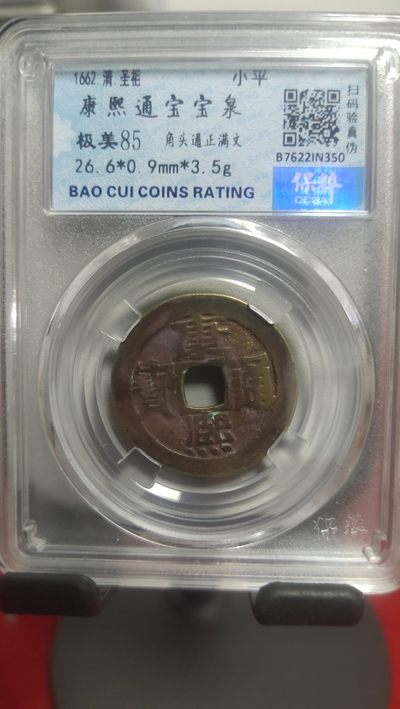 1662.清.圣祖 小平
康熙通宝宝泉
极美85 角头通正满文
26.6*0.9mm*3.5g
BAO CUI COINS RATING
扫码验真伪
B7622IN350
保粹
康熙通寶
保粹